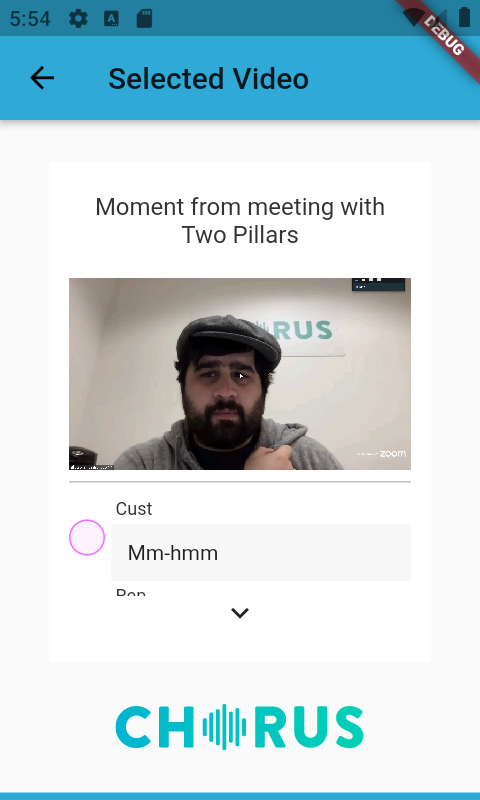 5:54
DEBUG
Selected Video
Moment from meeting with
Two Pillars
RUS
zoom
Cust
Mm-hmm
Rep
CHORUS